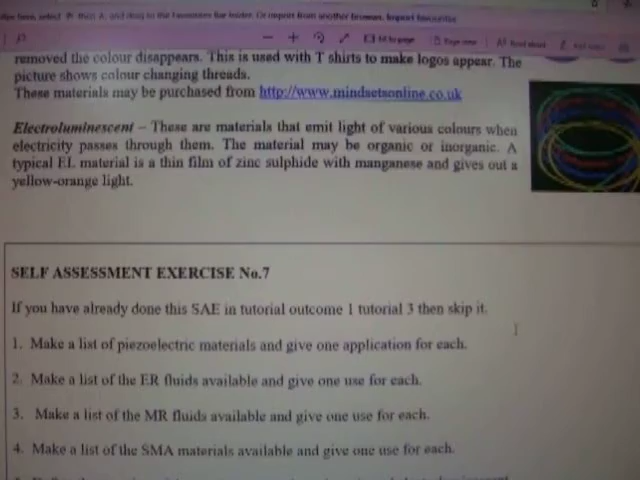 removed the colour disappears. This is used with T shirts to make logos appear. The
picture shows colour changing threads.
These materials may be purchased from http://www.mindsetsonline.co.uk
Electroluminescent – These are materials that emit light of various colours when
electricity passes through them. The material may be organic or inorganic. A
typical EL material is a thin film of zinc sulphide with manganese and gives out a
yellow-orange light.
SELF ASSESSMENT EXERCISE No.7
If you have already done this SAE in tutorial outcome 1 tutorial 3 then skip it.
1. Make a list of piezoelectric materials and give one application for each.
2. Make a list of the ER fluids available and give one use for each.
3. Make a list of the MR fluids available and give one use for each.
4. Make a list of the SMA materials available and give one use for each.